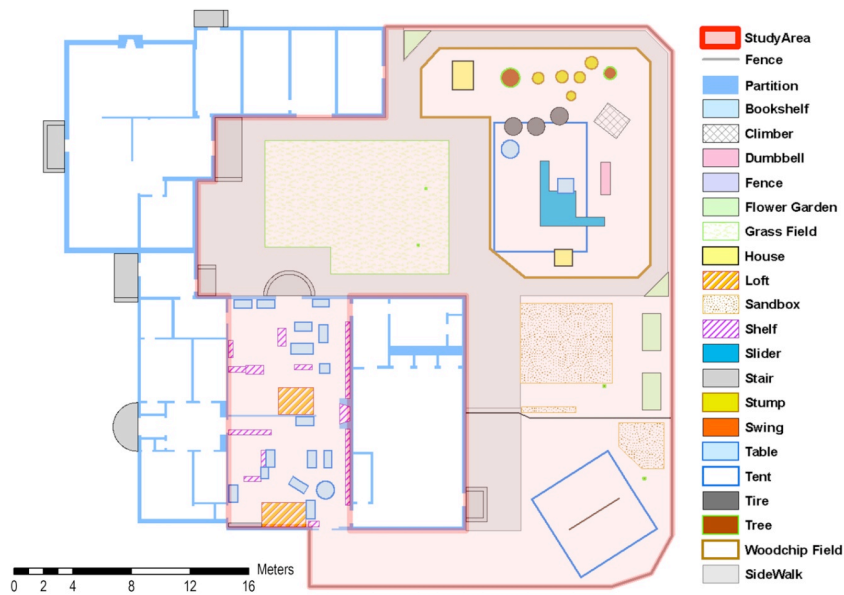 StudyArea
Fence
Partition
Bookshelf
Climber
Dumbbell
Fence
Flower Garden
Grass Field
House
Loft
Sandbox
Shelf
Slider
Stair
Stump
Swing
Table
Tent
Tire
Tree
Woodchip Field
SideWalk
Meters
0 2 4 8 12 16